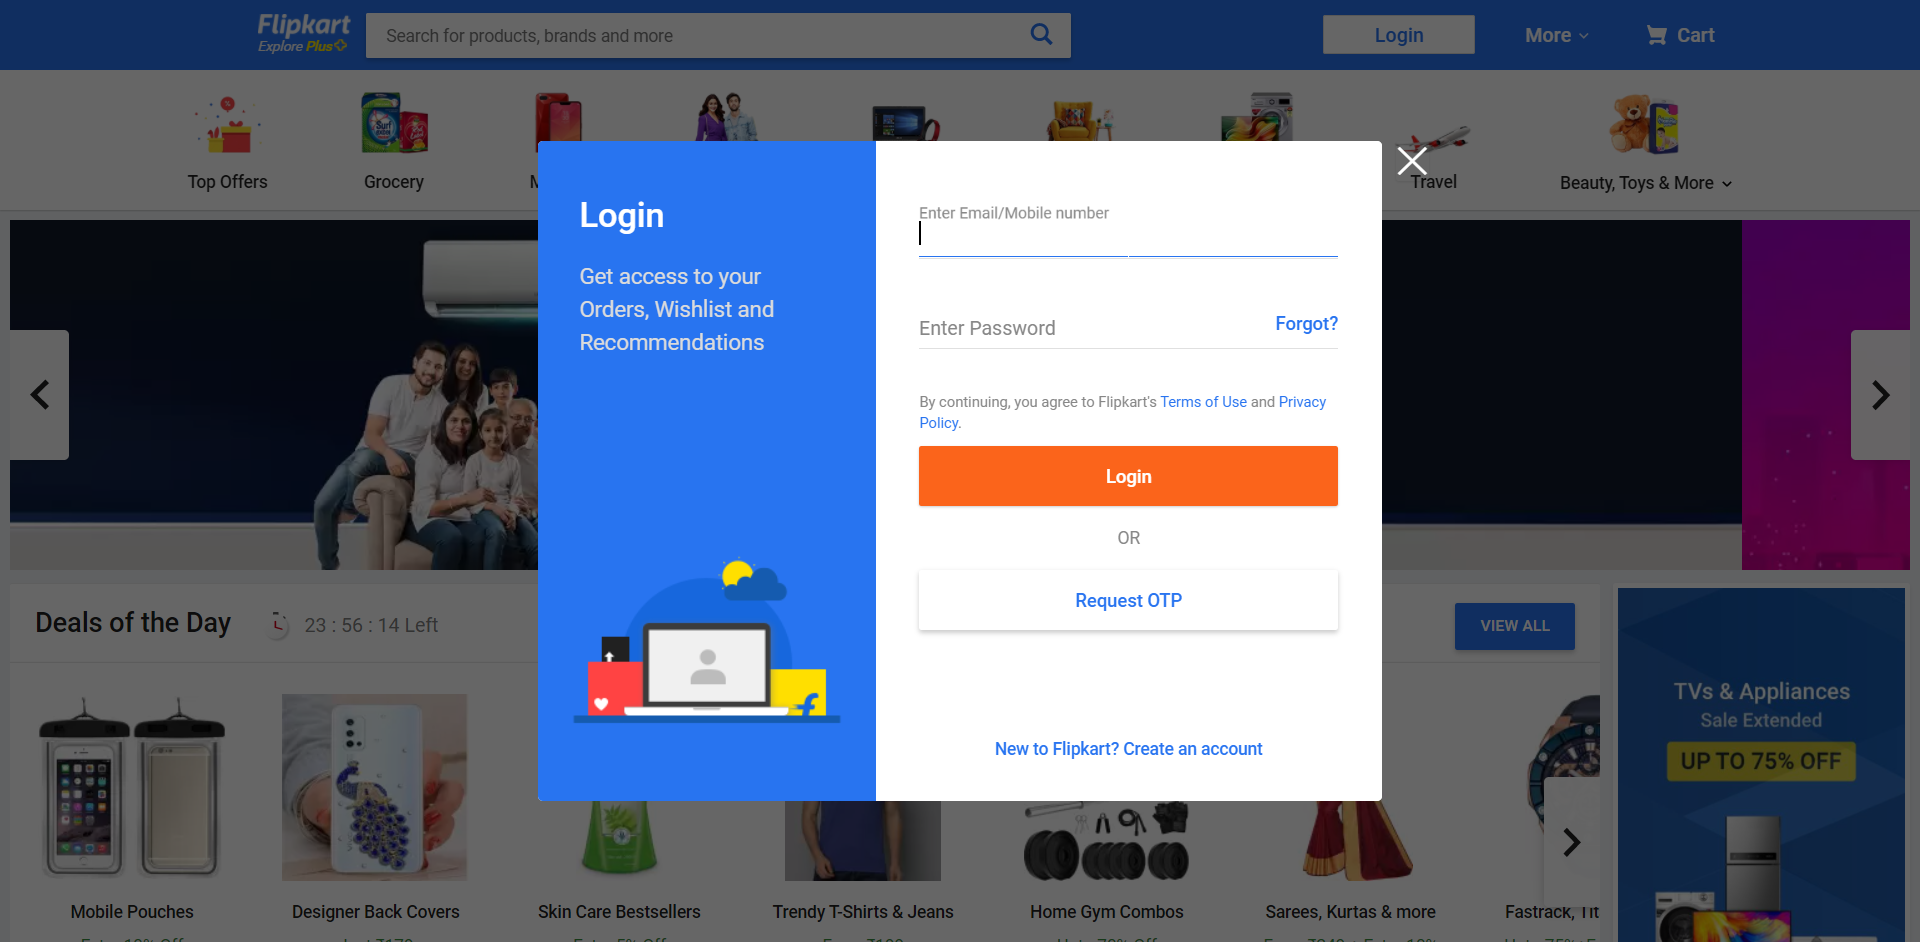 Flipkart
Explore Plus
Search for products, brands and more
Login
More
Cart
Top Offers
Grocery
M
Travel
Beauty, Toys & More
Login
Get access to your
Orders, Wishlist and
Recommendations
Enter Email/Mobile number
Enter Password
Forgot?
By continuing, you agree to Flipkart's Terms of Use and Privacy
Policy.
Login
OR
Request OTP
New to Flipkart? Create an account
Deals of the Day
23 : 56 : 14 Left
VIEW ALL
TVs & Appliances
Sale Extended
UP TO 75% OFF
Mobile Pouches
Designer Back Covers
Skin Care Bestsellers
Trendy T-Shirts & Jeans
Home Gym Combos
Sarees, Kurtas & more
Fastrack, Tit